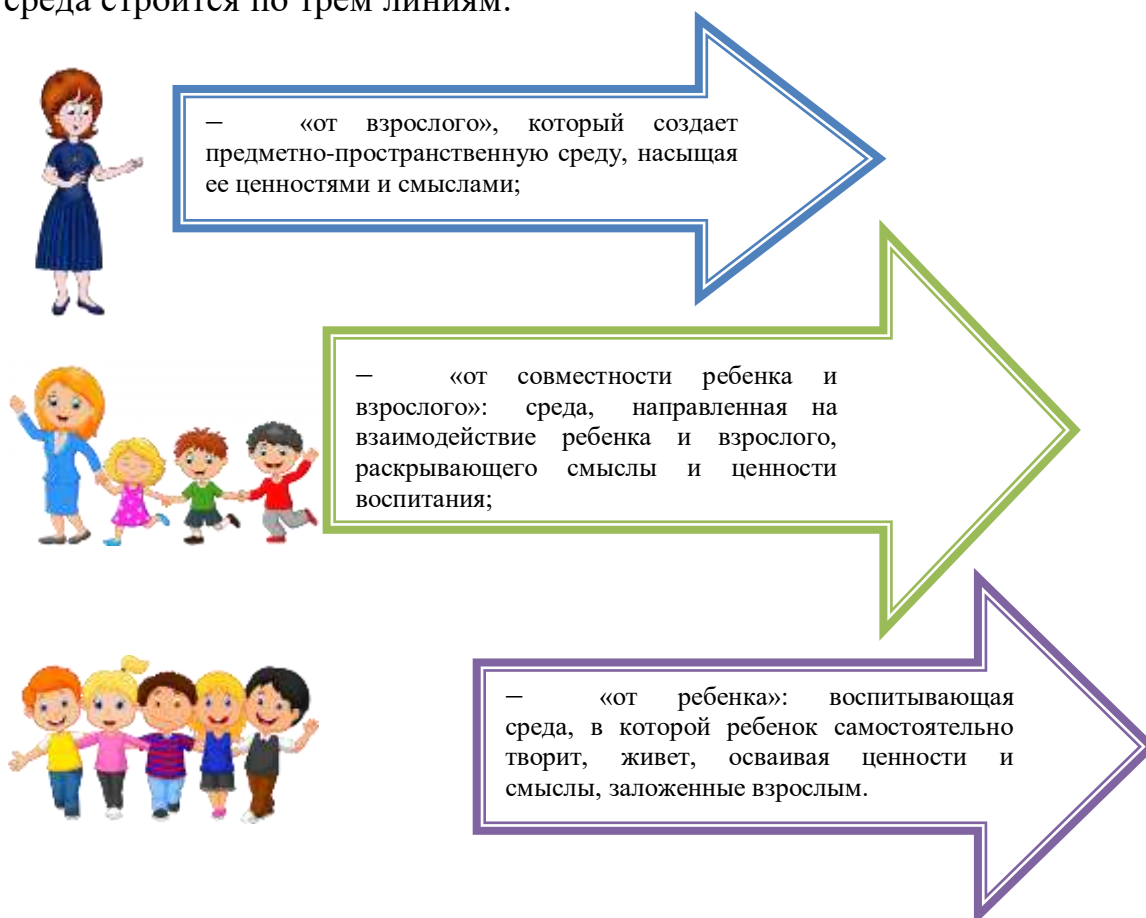 среда строится по трем линиям:
– «от взрослого», который создает
предметно-пространственную среду, насыщая
ее ценностями и смыслами;
– «от совместности ребенка и
взрослого»: среда, направленная на
взаимодействие ребенка и взрослого,
раскрывающего смыслы и ценности
воспитания;
– «от ребенка»: воспитывающая
среда, в которой ребенок самостоятельно
творит, живет, осваивая ценности и
смыслы, заложенные взрослым.